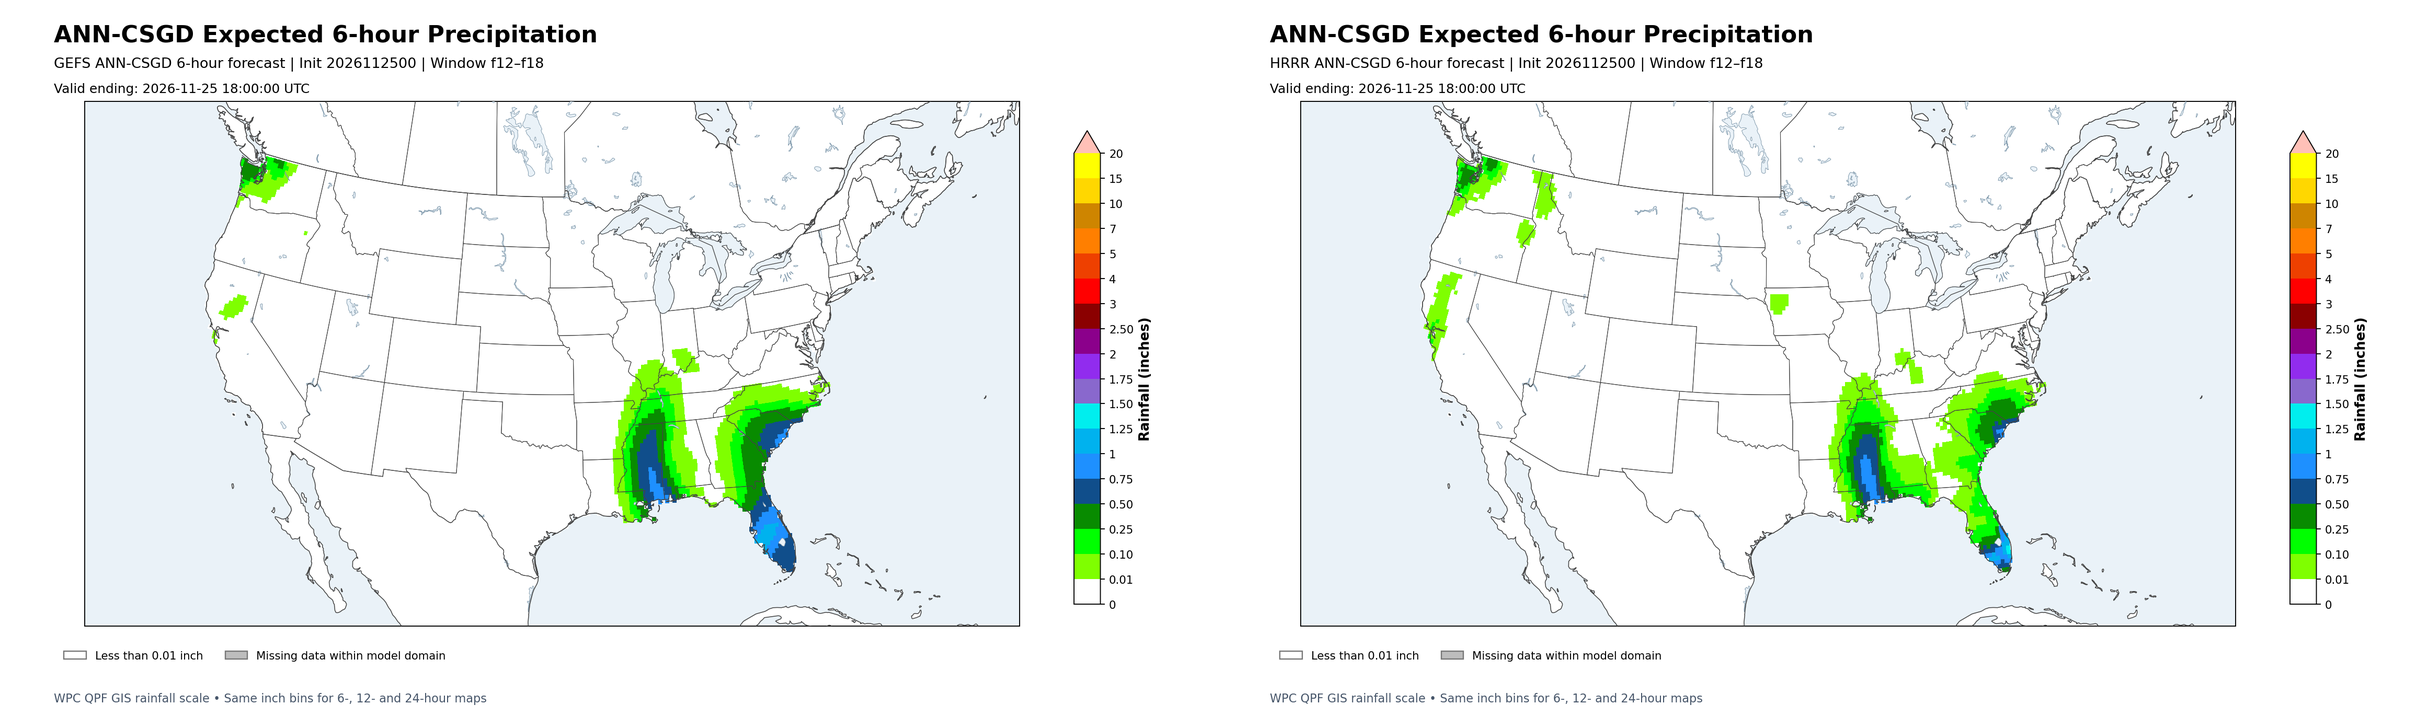 ANN-CSGD Expected 6-hour Precipitation
GEFS ANN-CSGD 6-hour forecast | Init 2026112500 | Window f12–f18
Valid ending: 2026-11-25 18:00:00 UTC
20
15
10
7
5
4
3
2.50
2
1.75
1.50
1.25
1
0.75
0.50
0.25
0.10
0.01
0
Rainfall (inches)
Less than 0.01 inch
Missing data within model domain
WPC QPF GIS rainfall scale • Same inch bins for 6-, 12- and 24-hour maps
ANN-CSGD Expected 6-hour Precipitation
HRRR ANN-CSGD 6-hour forecast | Init 2026112500 | Window f12–f18
Valid ending: 2026-11-25 18:00:00 UTC
20
15
10
7
5
4
3
2.50
2
1.75
1.50
1.25
1
0.75
0.50
0.25
0.10
0.01
0
Rainfall (inches)
Less than 0.01 inch
Missing data within model domain
WPC QPF GIS rainfall scale • Same inch bins for 6-, 12- and 24-hour maps